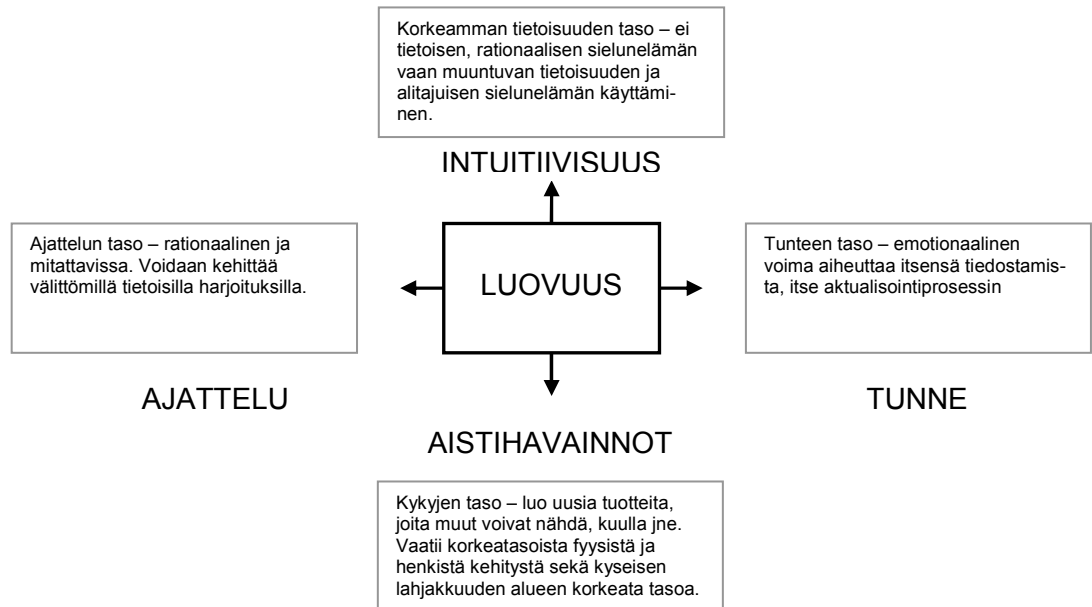 Korkeamman tietoisuuden taso – ei
tietoisen, rationaalisen sielunelämän
vaan muuntuvan tietoisuuden ja
alitajuisen sielunelämän käyttämi-
nen.
INTUITIIVISUUS
Ajattelun taso – rationaalinen ja
mitattavissa. Voidaan kehittää
välittömillä tietoisilla harjoituksilla.
LUOVUUS
Tunteen taso – emotionaalinen
voima aiheuttaa itsensä tiedostamis-
ta, itse aktualisointiprosessin
AJATTELU
TUNNE
AISTIHAVAINNOT
Kykyjen taso – luo uusia tuotteita,
joita muut voivat nähdä, kuulla jne.
Vaatii korkeatasoista fyysistä ja
henkistä kehitystä sekä kyseisen
lahjakkuuden alueen korkeata tasoa.